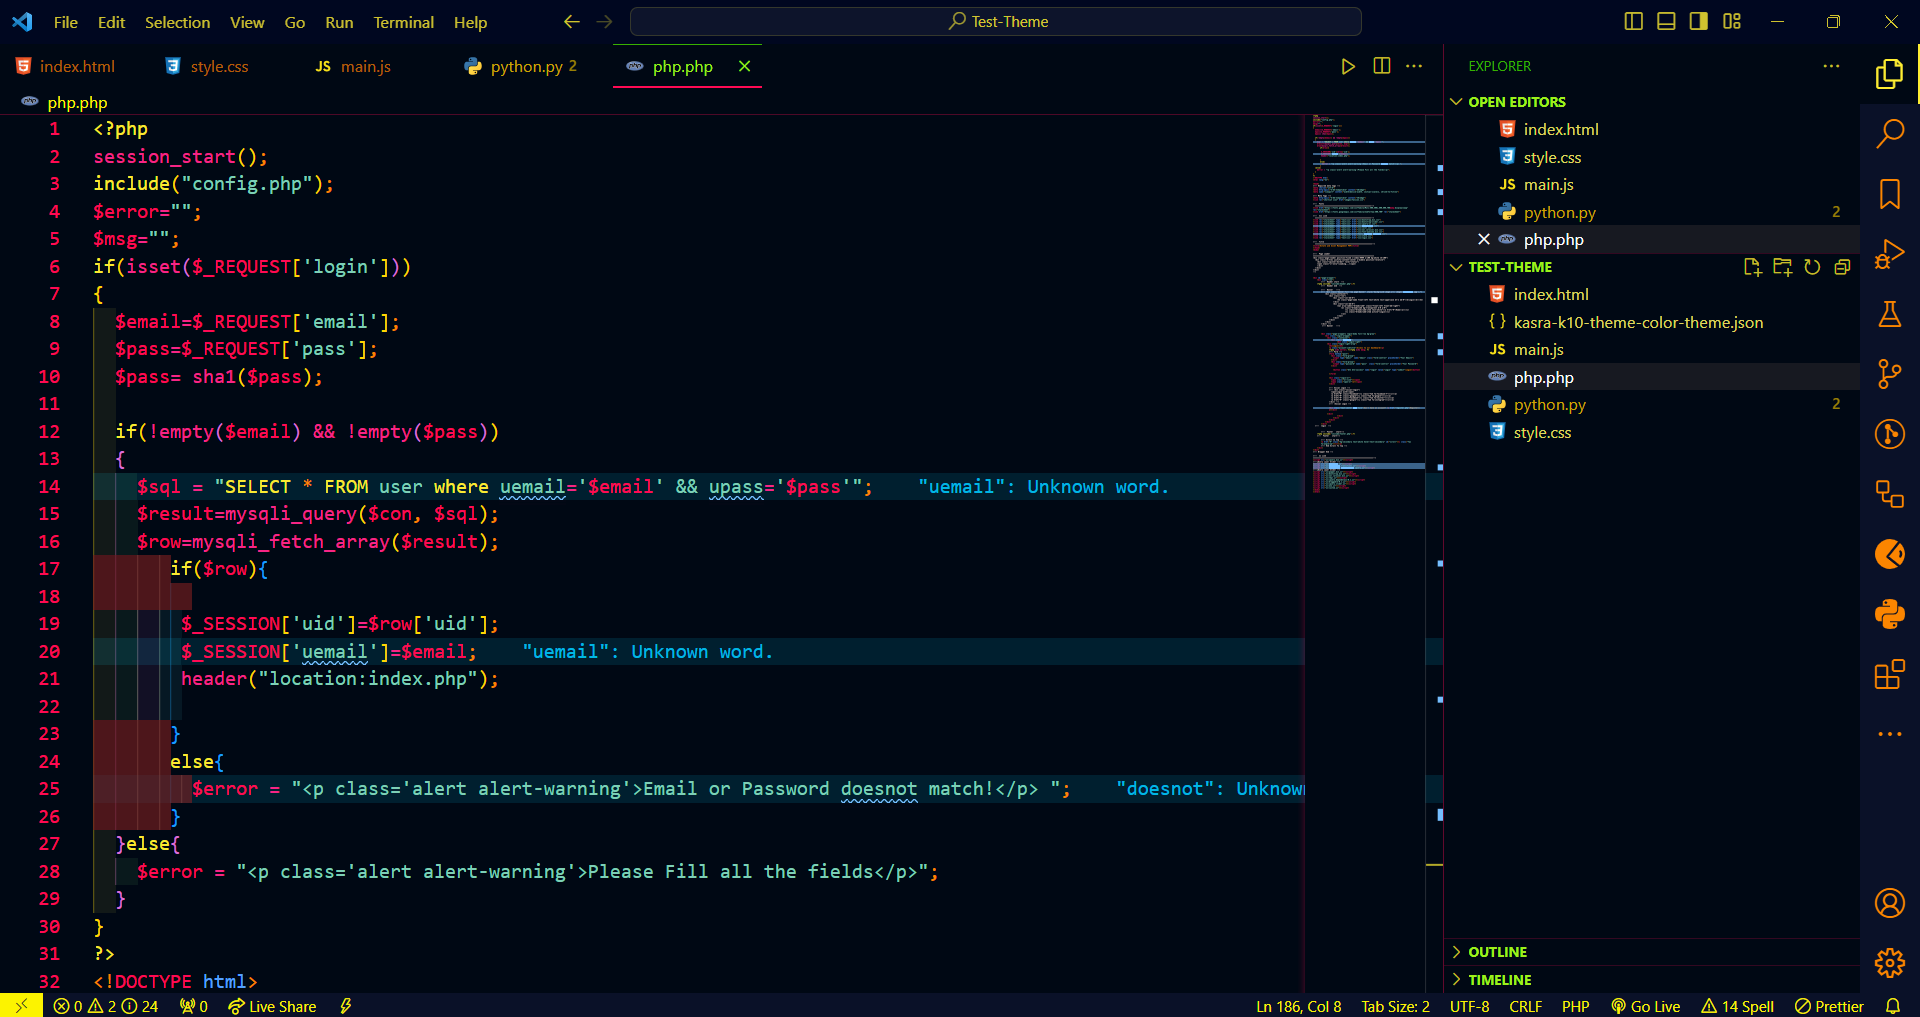 File Edit Selection View Go Run Terminal Help
Test-Theme
index.html
style.css
JS main.js
python.py 2
php php.php
php php.php
1 <?php
2 session_start();
3 include("config.php");
4 $error="";
5 $msg="";
6 if(isset($_REQUEST['login']))
7 {
8 $email=$_REQUEST['email'];
9 $pass=$_REQUEST['pass'];
10 $pass= sha1($pass);
11
12 if(!empty($email) && !empty($pass))
13 {
14 $sql = "SELECT * FROM user where uemail='$email' && upass='$pass'"; "uemail": Unknown word.
15 $result=mysqli_query($con, $sql);
16 $row=mysqli_fetch_array($result);
17 if($row){
18
19 $_SESSION['uid']=$row['uid'];
20 $_SESSION['uemail']=$email; "uemail": Unknown word.
21 header("location:index.php");
22
23 }
24 else{
25 $error = "<p class='alert alert-warning'>Email or Password doesnot match!</p> "; "doesnot": Unknown
26 }
27 }else{
28 $error = "<p class='alert alert-warning'>Please Fill all the fields</p>";
29 }
30 }
31 ?>
32 <!DOCTYPE html>
EXPLORER
OPEN EDITORS
index.html
style.css
JS main.js
python.py 2
php php.php
TEST-THEME
index.html
{} kasra-k10-theme-color-theme.json
JS main.js
php php.php
python.py 2
style.css
OUTLINE
TIMELINE
0 2 24 0 Live Share
Ln 186, Col 8 Tab Size: 2 UTF-8 CRLF PHP Go Live 14 Spell Prettier